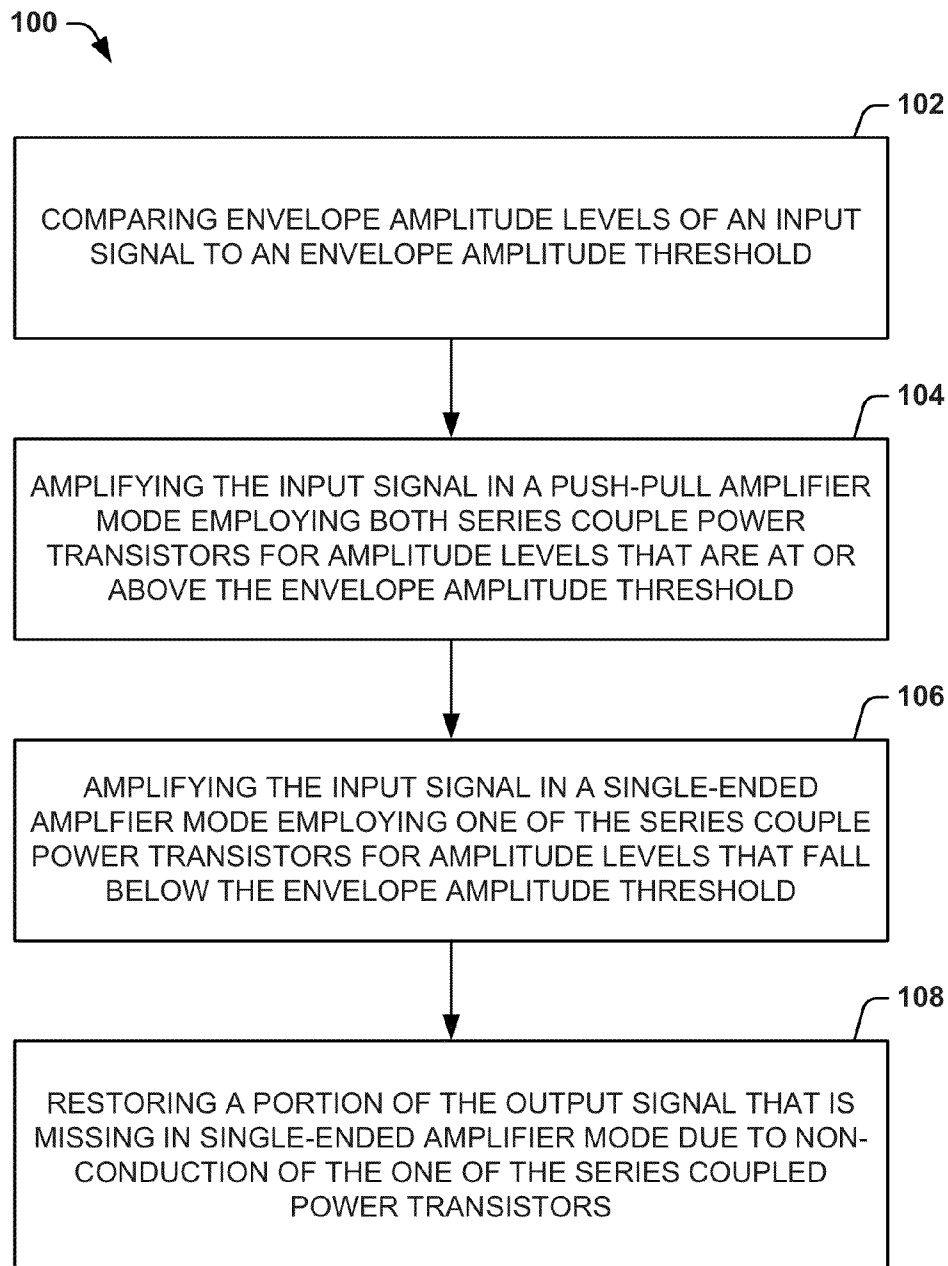 100
102
COMPARING ENVELOPE AMPLITUDE LEVELS OF AN INPUT
SIGNAL TO AN ENVELOPE AMPLITUDE THRESHOLD
104
AMPLIFYING THE INPUT SIGNAL IN A PUSH-PULL AMPLIFIER
MODE EMPLOYING BOTH SERIES COUPLE POWER
TRANSISTORS FOR AMPLITUDE LEVELS THAT ARE AT OR
ABOVE THE ENVELOPE AMPLITUDE THRESHOLD
106
AMPLIFYING THE INPUT SIGNAL IN A SINGLE-ENDED
AMPLFIER MODE EMPLOYING ONE OF THE SERIES COUPLE
POWER TRANSISTORS FOR AMPLITUDE LEVELS THAT FALL
BELOW THE ENVELOPE AMPLITUDE THRESHOLD
108
RESTORING A PORTION OF THE OUTPUT SIGNAL THAT IS
MISSING IN SINGLE-ENDED AMPLIFIER MODE DUE TO NON-
CONDUCTION OF THE ONE OF THE SERIES COUPLED
POWER TRANSISTORS